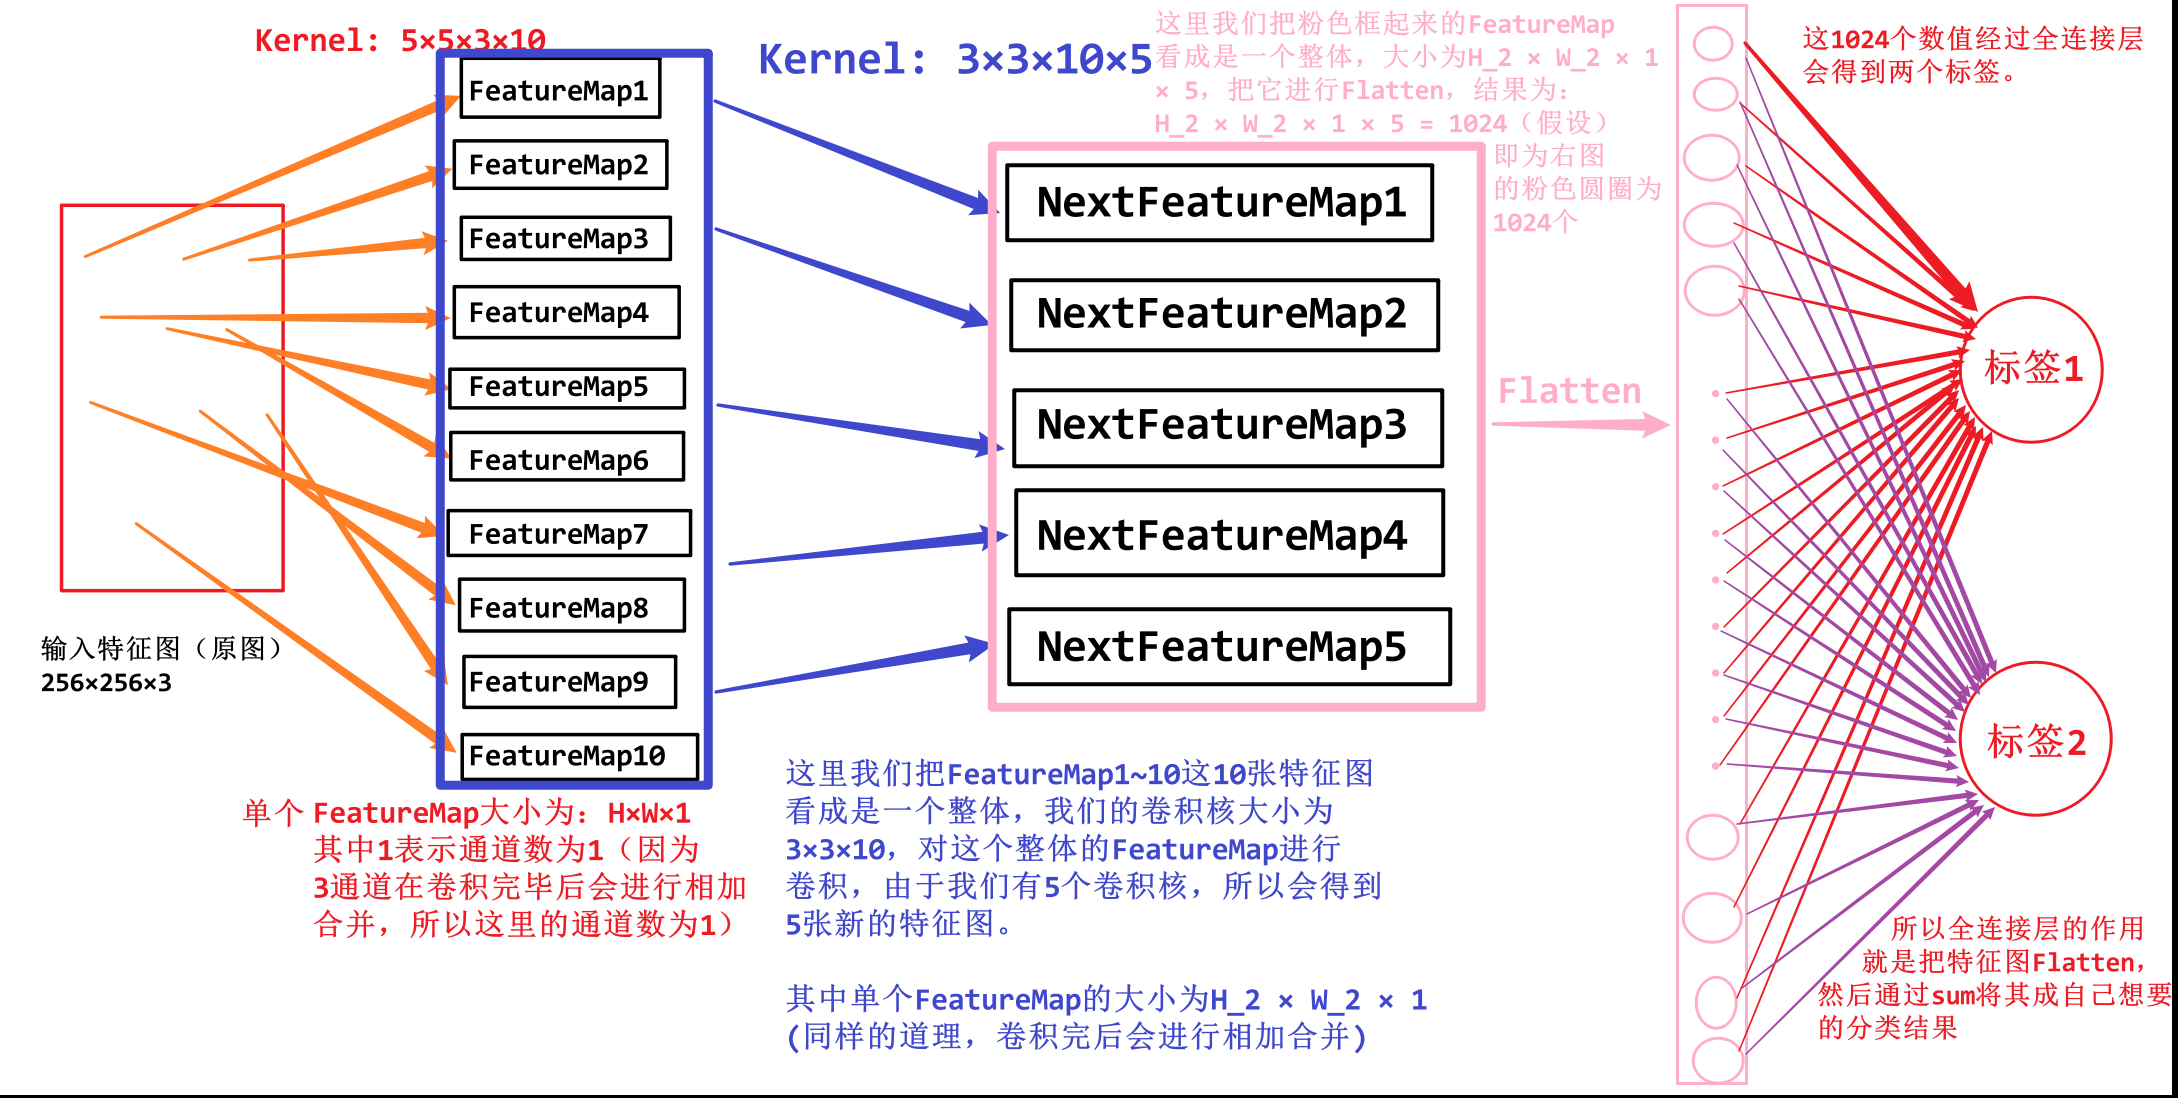 Kernel: 5×5×3×10
FeatureMap1
FeatureMap2
FeatureMap3
FeatureMap4
FeatureMap5
FeatureMap6
FeatureMap7
FeatureMap8
FeatureMap9
FeatureMap10
输入特征图（原图）
256×256×3
单个 FeatureMap大小为：H×W×1
其中1表示通道数为1（因为
3通道在卷积完毕后会进行相加
合并，所以这里的通道数为1）
Kernel: 3×3×10×5
NextFeatureMap1
NextFeatureMap2
NextFeatureMap3
NextFeatureMap4
NextFeatureMap5
这里我们把FeatureMap1~10这10张特征图
看成是一个整体，我们的卷积核大小为
3×3×10，对这个整体的FeatureMap进行
卷积，由于我们有5个卷积核，所以会得到
5张新的特征图。
其中单个FeatureMap的大小为H_2 × W_2 × 1
(同样的道理，卷积完后会进行相加合并)
这里我们把粉色框起来的FeatureMap
看成是一个整体，大小为H_2 × W_2 × 1
× 5，把它进行Flatten，结果为：
H_2 × W_2 × 1 × 5 = 1024（假设）
即为右图
的粉色圆圈为
1024个
Flatten
这1024个数值经过全连接层
会得到两个标签。
标签1
标签2
所以全连接层的作用
就是把特征图Flatten，
然后通过sum将其成自己想要
的分类结果